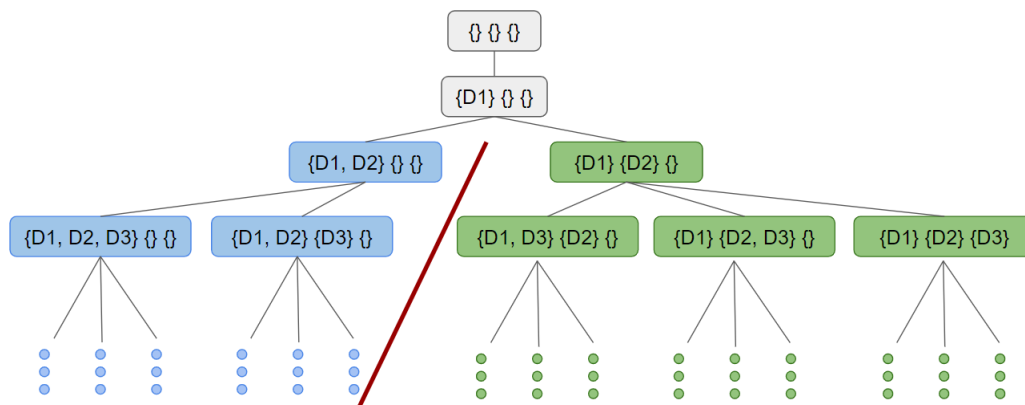 {} {} {}
{D1} {} {}
{D1, D2} {} {}
{D1} {D2} {}
{D1, D2, D3} {} {}
{D1, D2} {D3} {}
{D1, D3} {D2} {}
{D1} {D2, D3} {}
{D1} {D2} {D3}